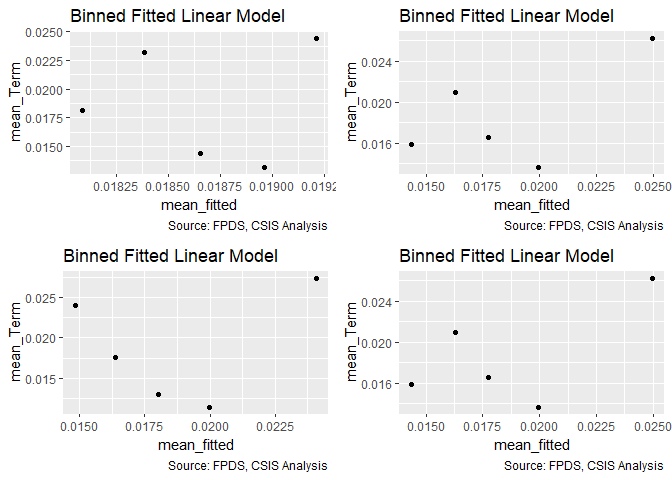 Binned Fitted Linear Model
mean_Term
0.0250
0.0225
0.0200
0.0175
0.0150
0.01825 0.01850 0.01875 0.01900 0.0192
mean_fitted
Source: FPDS, CSIS Analysis
Binned Fitted Linear Model
mean_Term
0.024
0.020
0.016
0.0150 0.0175 0.0200 0.0225 0.0250
mean_fitted
Source: FPDS, CSIS Analysis
Binned Fitted Linear Model
mean_Term
0.025
0.020
0.015
0.0150 0.0175 0.0200 0.0225
mean_fitted
Source: FPDS, CSIS Analysis
Binned Fitted Linear Model
mean_Term
0.024
0.020
0.016
0.0150 0.0175 0.0200 0.0225 0.0250
mean_fitted
Source: FPDS, CSIS Analysis